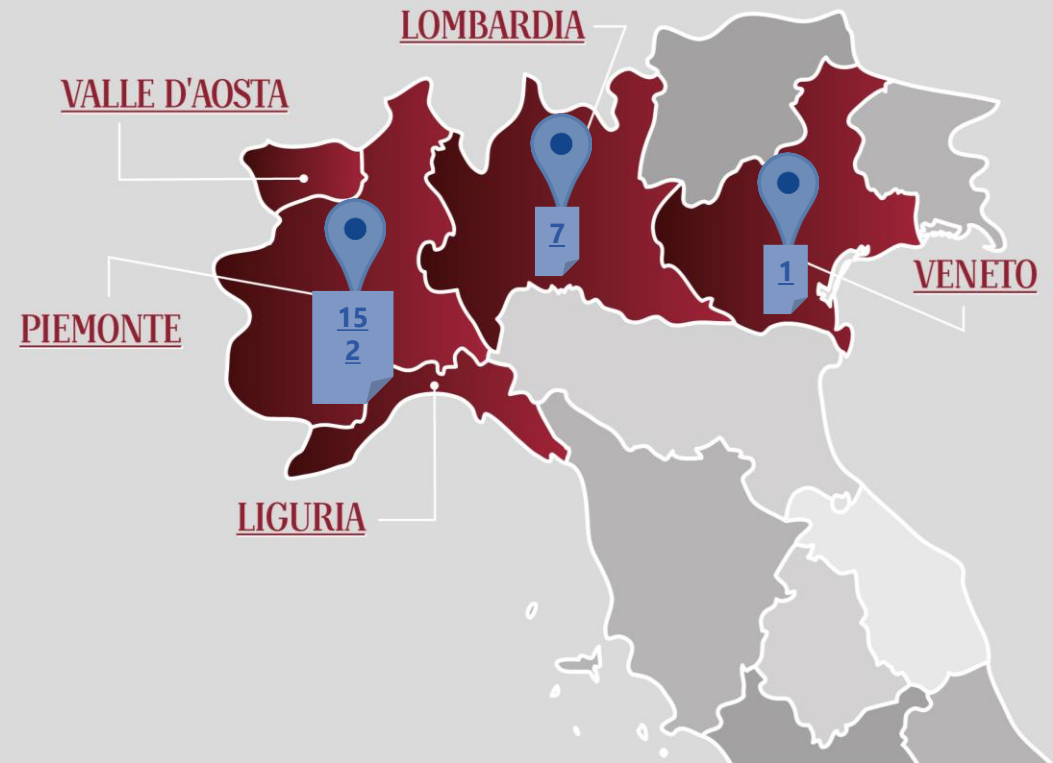 LOMBARDIA
VALLE D'AOSTA
7
1
VENETO
PIEMONTE
15
2
LIGURIA